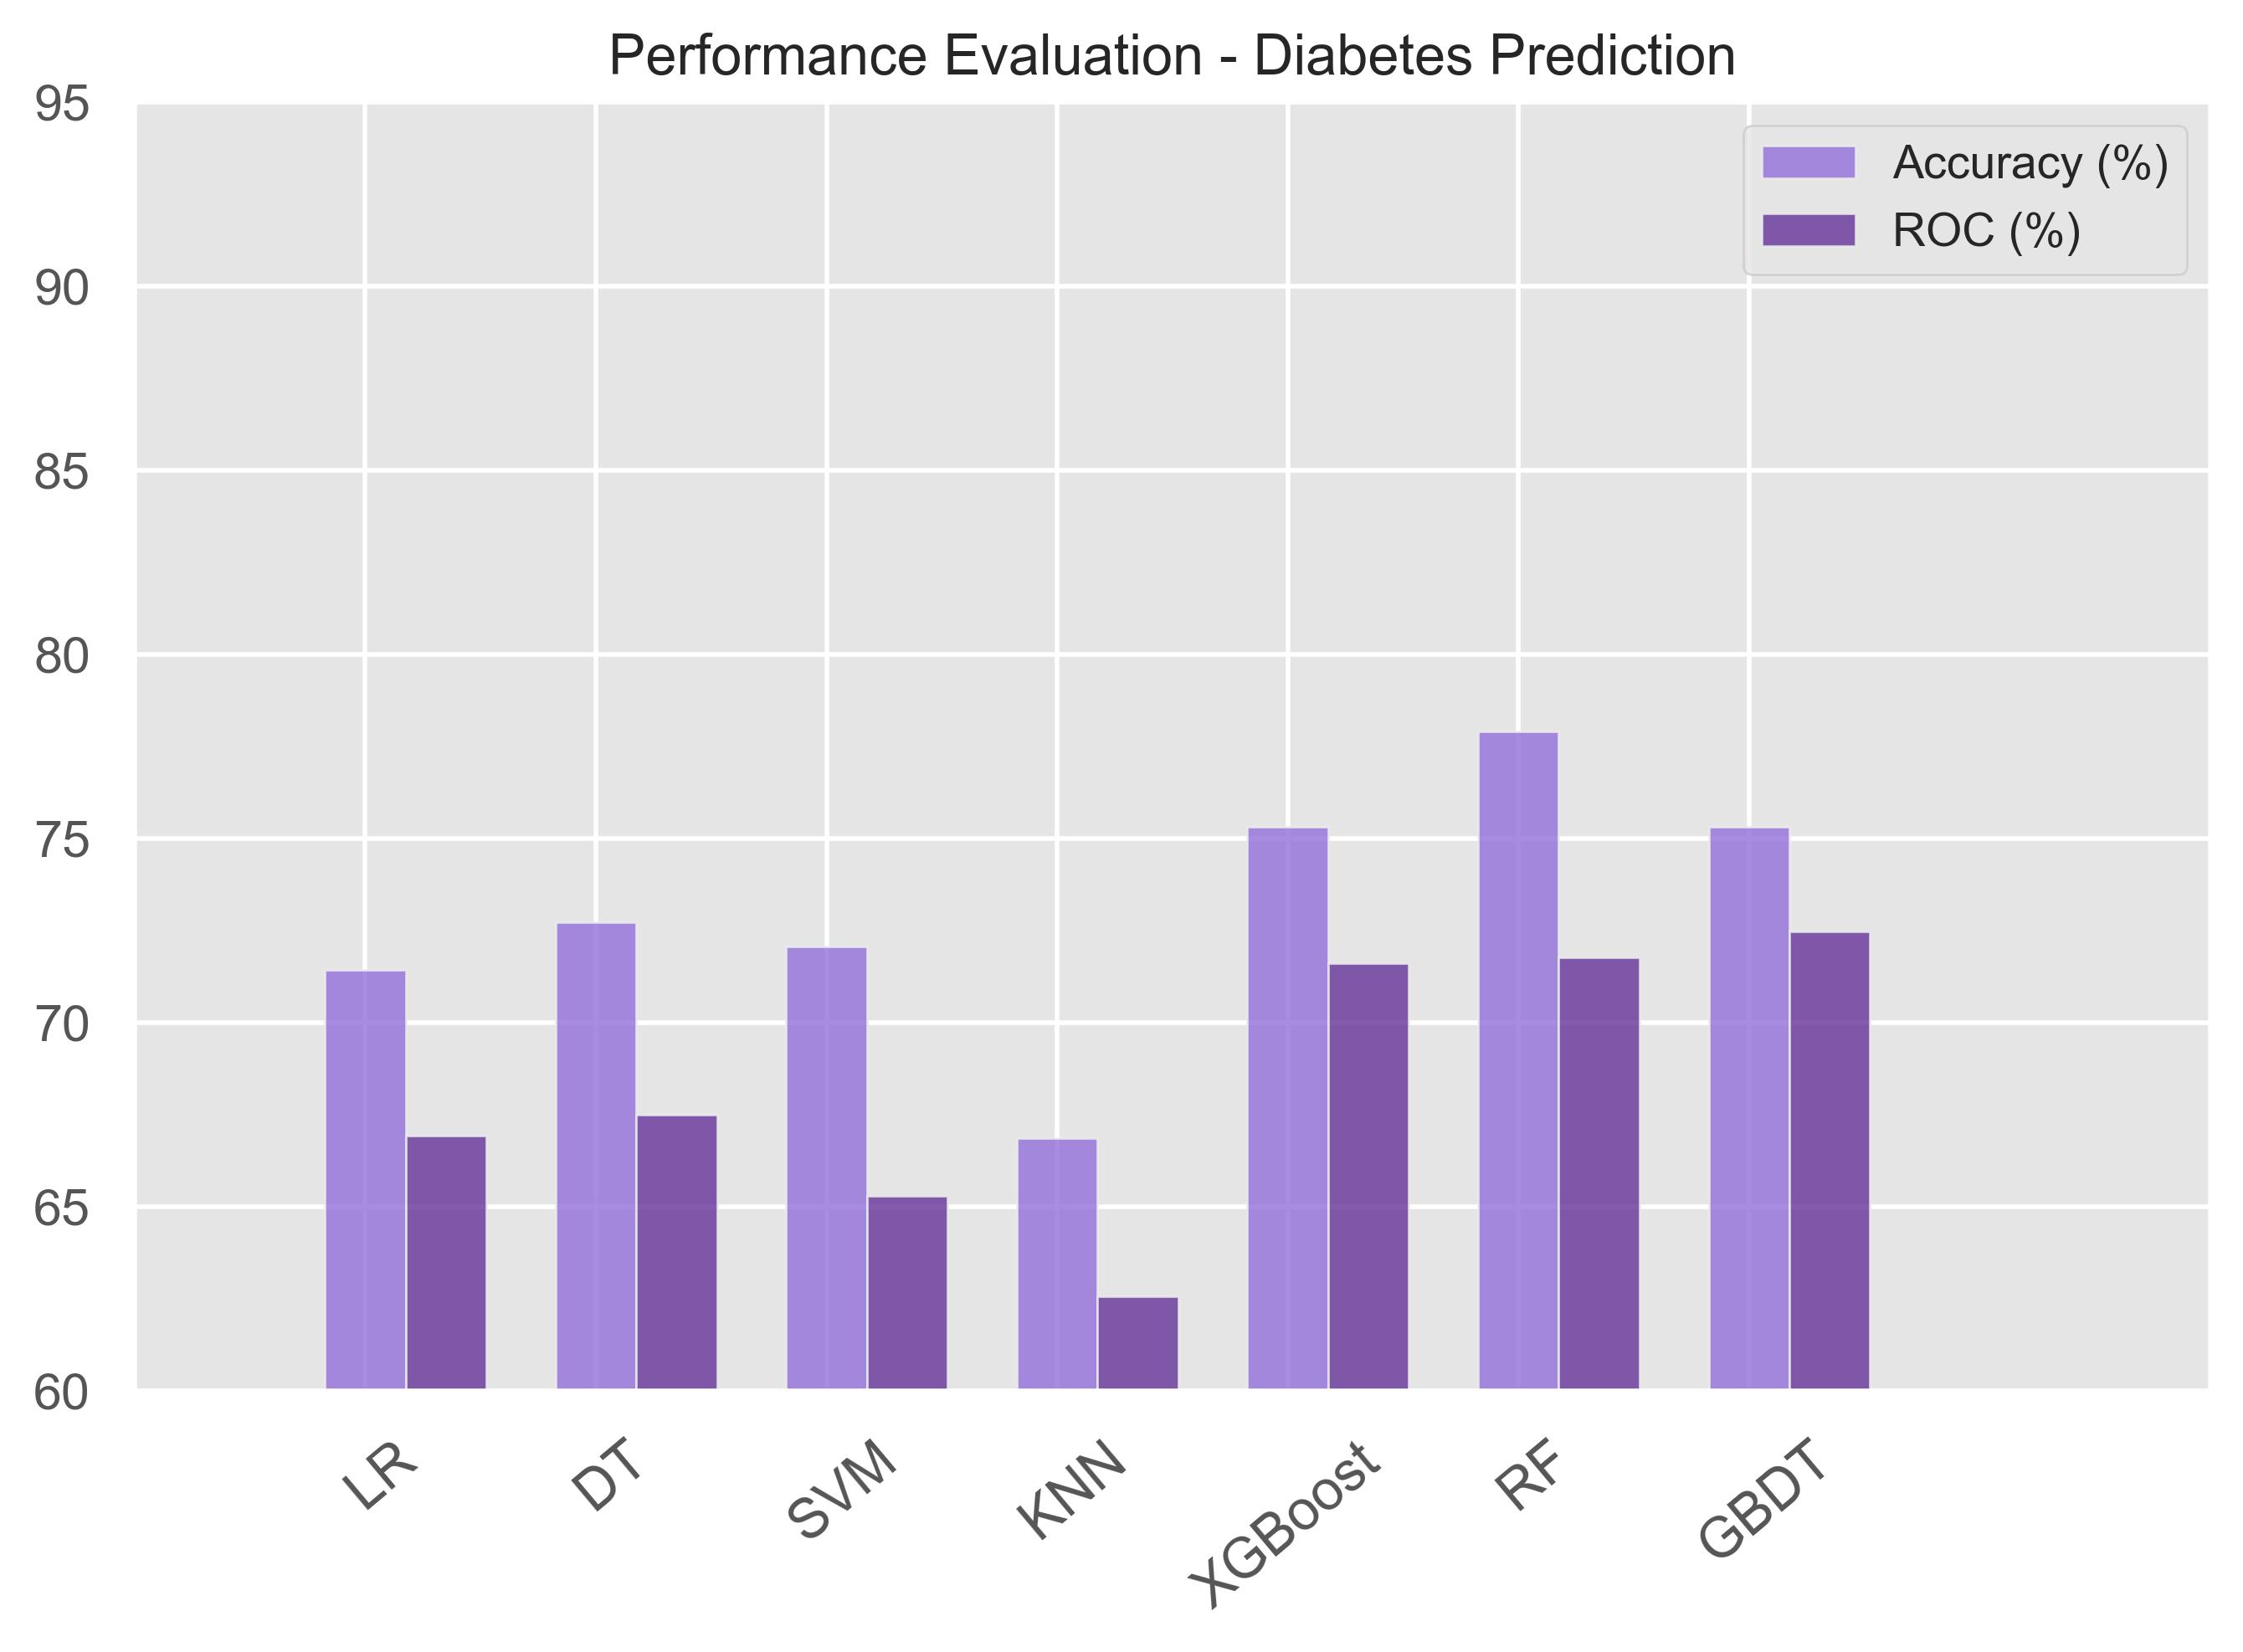 Performance Evaluation - Diabetes Prediction
Accuracy (%)
ROC (%)
95
90
85
80
75
70
65
60
LR
DT
SVM
KNN
XGBoost
RF
GBDT